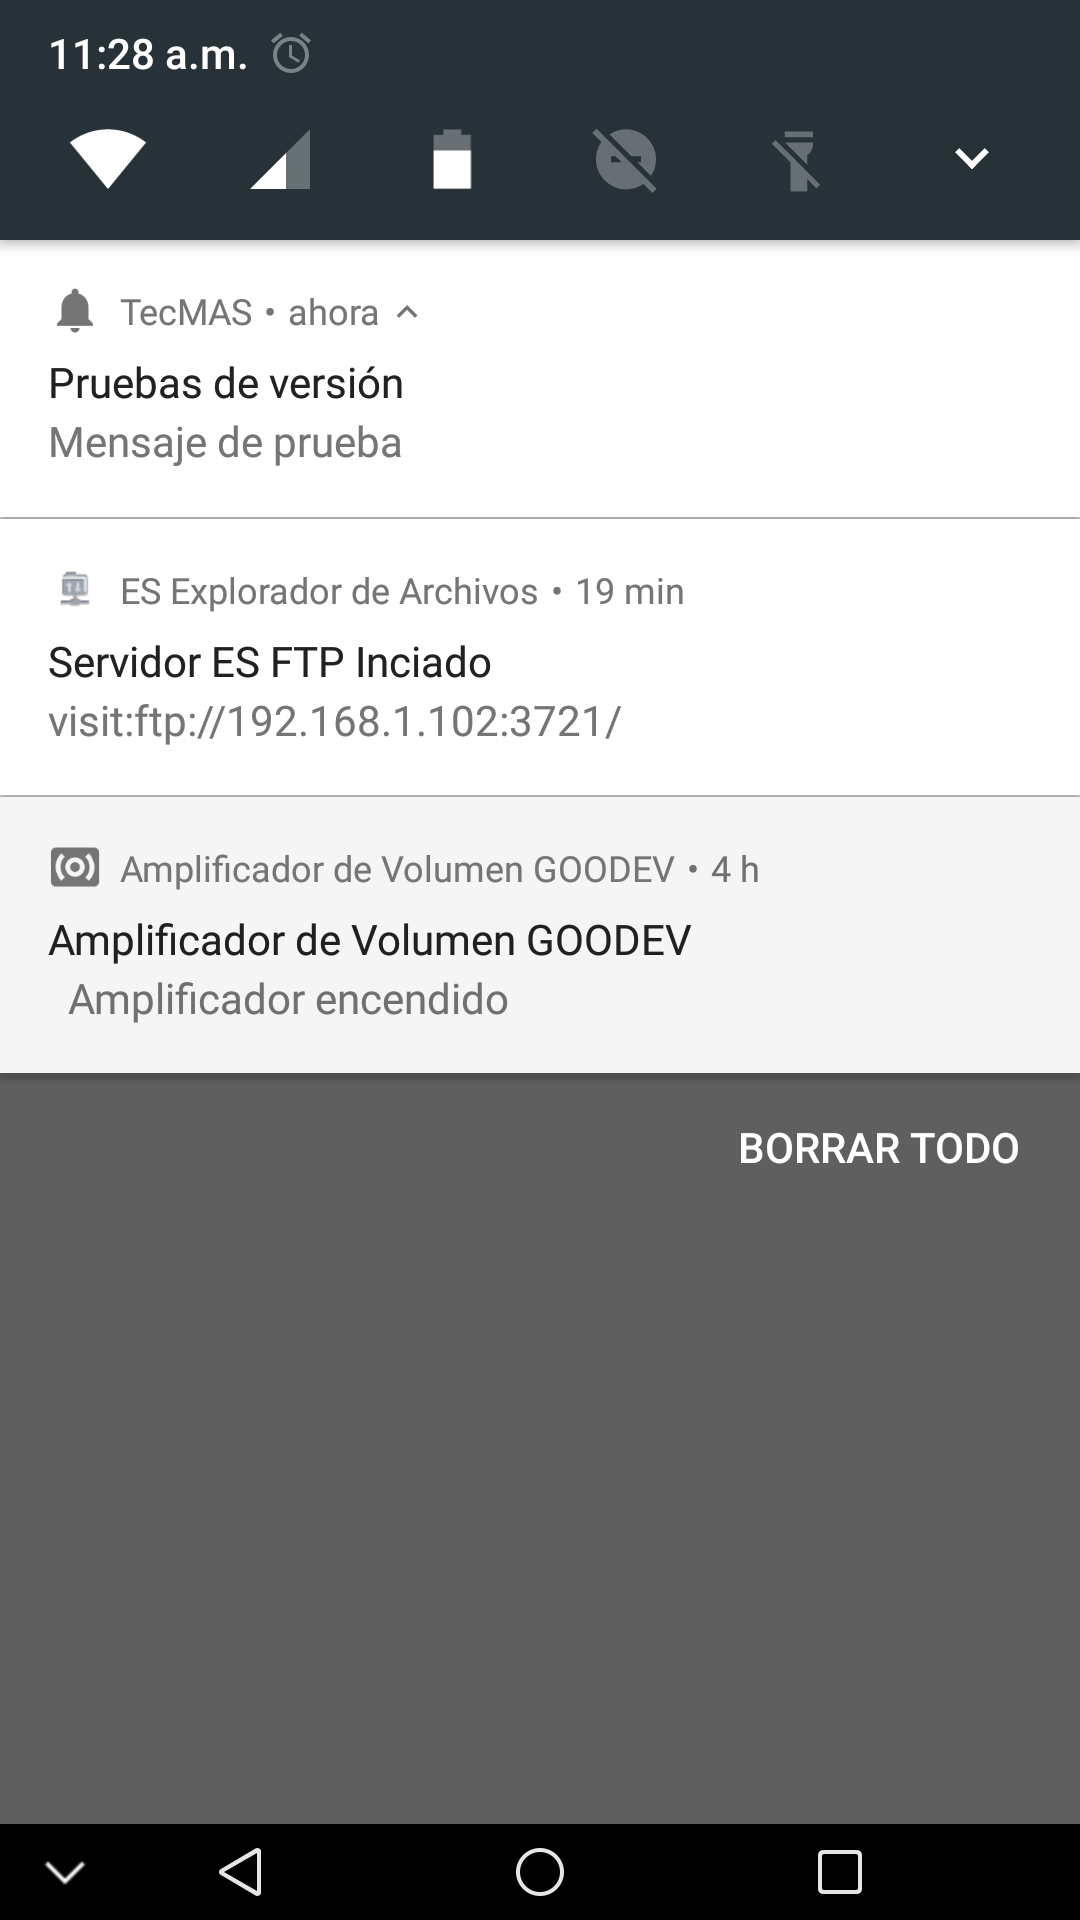 11:28 a.m.
TecMAS • ahora
Pruebas de versión
Mensaje de prueba
ES Explorador de Archivos • 19 min
Servidor ES FTP Inciado
visit:ftp://192.168.1.102:3721/
Amplificador de Volumen GOODEV • 4 h
Amplificador de Volumen GOODEV
Amplificador encendido
BORRAR TODO